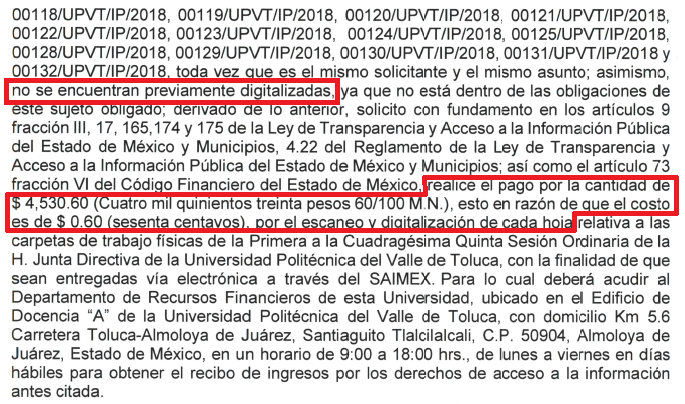 00118/UPVT/IP/2018, 00119/UPVT/IP/2018, 00120/UPVT/IP/2018, 00121/UPVT/IP/2018,
00122/UPVT/IP/2018, 00123/UPVT/IP/2018, 00124/UPVT/IP/2018, 00125/UPVT/IP/2018,
00128/UPVT/IP/2018, 00129/UPVT/IP/2018, 00130/UPVT/IP/2018, 00131/UPVT/IP/2018 y
00132/UPVT/IP/2018, toda vez que es el mismo solicitante y el mismo asunto; asimismo,
no se encuentran previamente digitalizadas, ya que no está dentro de las obligaciones de
este sujeto obligado; derivado de lo anterior, solicito con fundamento en los artículos 9
fracción III, 17, 165,174 y 175 de la Ley de Transparencia y Acceso a la Información Pública
del Estado de México y Municipios, 4.22 del Reglamento de la Ley de Transparencia y
Acceso a la Información Pública del Estado de México y Municipios; así como el artículo 73
fracción VI del Código Financiero del Estado de México, realice el pago por la cantidad de
$ 4,530.60 (Cuatro mil quinientos treinta pesos 60/100 M.N.), esto en razón de que el costo
es de $ 0.60 (sesenta centavos), por el escaneo y digitalización de cada hoja relativa a las
carpetas de trabajo físicas de la Primera a la Cuadragésima Quinta Sesión Ordinaria de la
H. Junta Directiva de la Universidad Politécnica del Valle de Toluca, con la finalidad de que
sean entregadas vía electrónica a través del SAIMEX. Para lo cual deberá acudir al
Departamento de Recursos Financieros de esta Universidad, ubicado en el Edificio de
Docencia “A” de la Universidad Politécnica del Valle de Toluca, con domicilio Km 5.6
Carretera Toluca-Almoloya de Juárez, Santiaguito Tlalcilalcali, C.P. 50904, Almoloya de
Juárez, Estado de México, en un horario de 9:00 a 18:00 hrs., de lunes a viernes en días
hábiles para obtener el recibo de ingresos por los derechos de acceso a la información
antes citada.